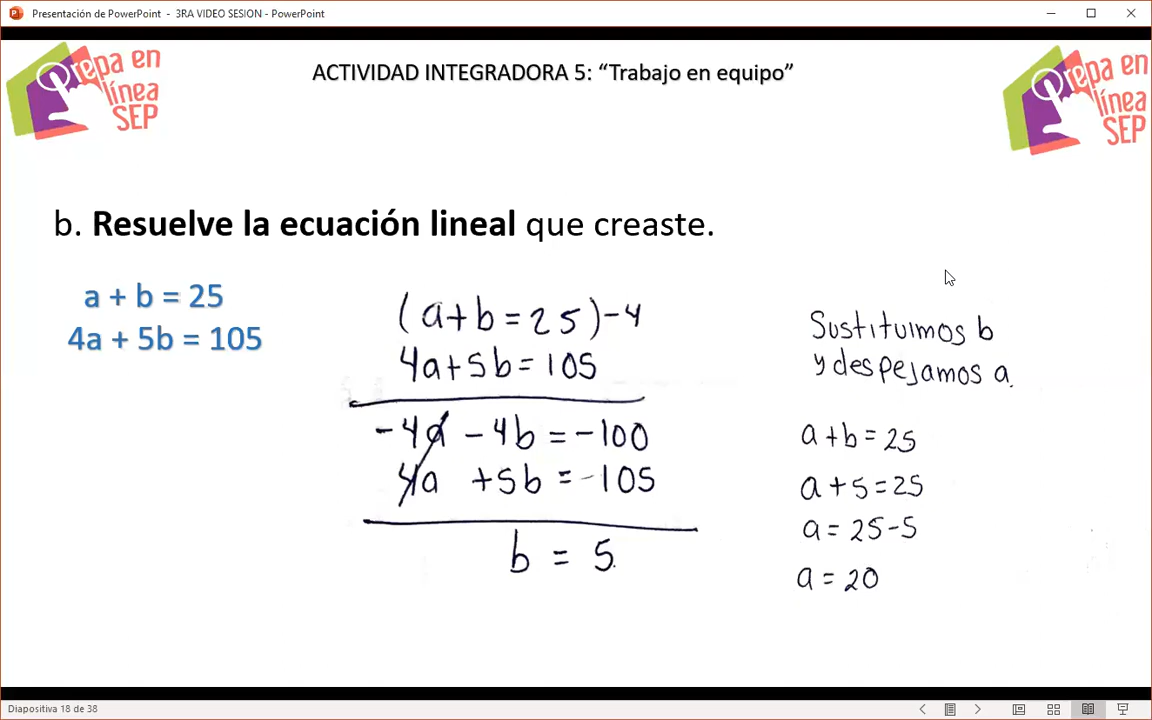 Presentación de PowerPoint - 3RA VIDEO SESION - PowerPoint
Prepa en
línea
SEP
ACTIVIDAD INTEGRADORA 5: “Trabajo en equipo”
Prepa en
línea
SEP
b. Resuelve la ecuación lineal que creaste.
a + b = 25
4a + 5b = 105
(a+b=25)-4
4a+5b=105
-4a -4b=-100
4a +5b=-105
b = 5.
Sustituimos b
y despejamos a.
a+b=25
a+5=25
a=25-5
a=20
Diapositiva 18 de 38